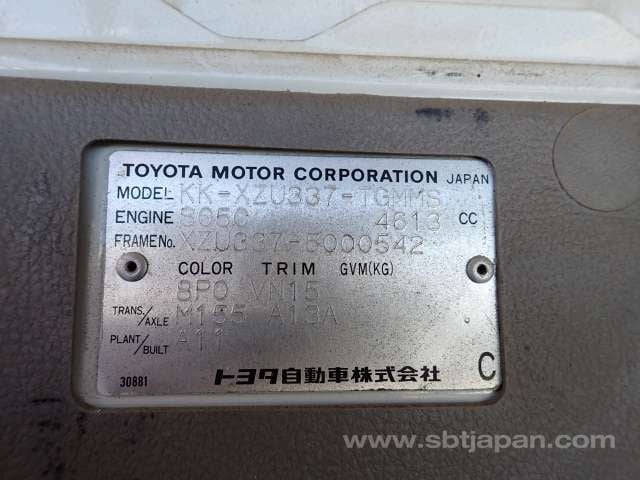 TOYOTA MOTOR CORPORATION JAPAN
MODEL KK-XZU337-TGMMS
ENGINE S05C 4613 CC
FRAME No. XZU337-5000542
COLOR TRIM GVM(KG)
8P0 VN15
TRANS./AXLE M155 A13A
PLANT/BUILT A11
30881 トヨタ自動車株式会社 C
www.sbtjapan.com